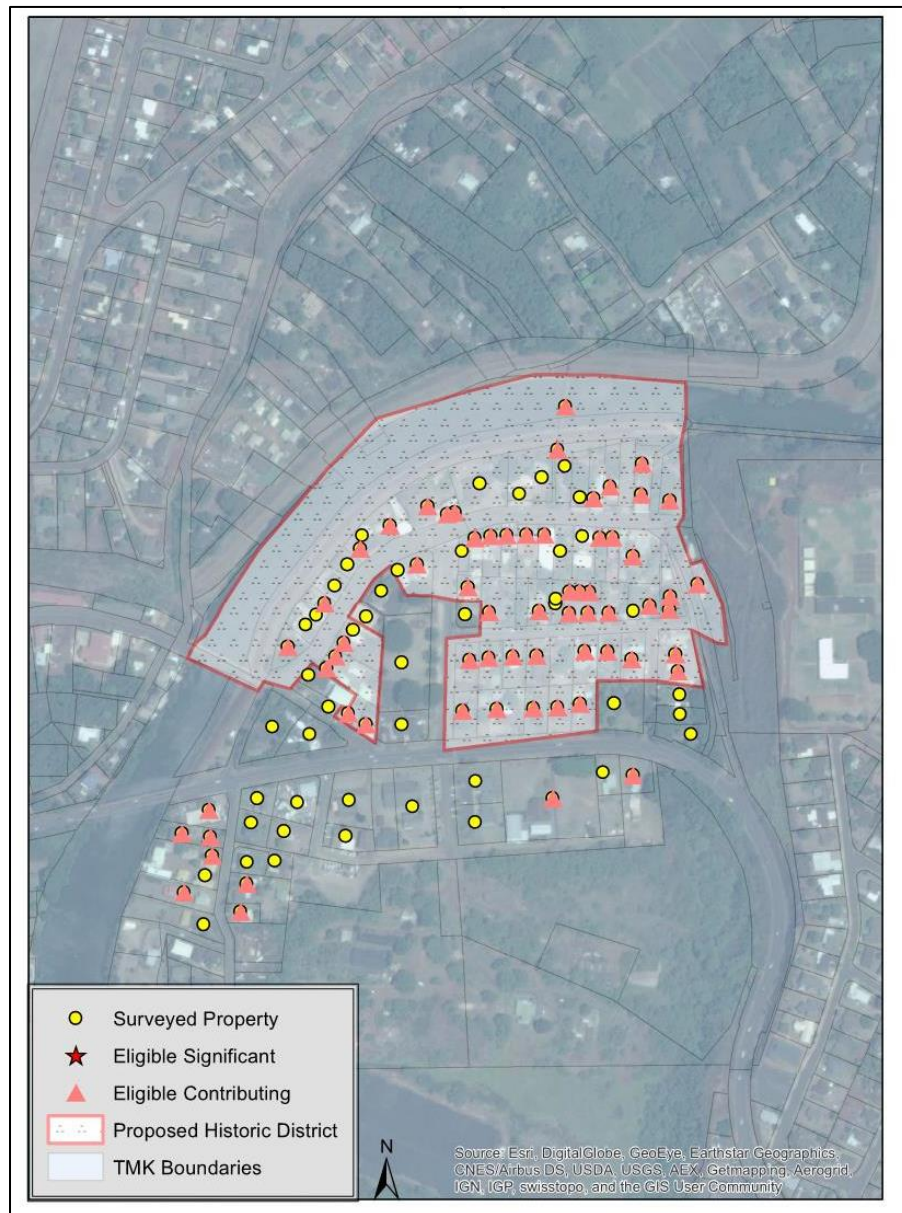 Surveyed Property
Eligible Significant
Eligible Contributing
Proposed Historic District
TMK Boundaries
N
Source: Esri, DigitalGlobe, GeoEye, Earthstar Geographics,
CNES/Airbus DS, USDA, USGS, AEX, Getmapping, Aerogrid,
IGN, IGP, swisstopo, and the GIS User Community